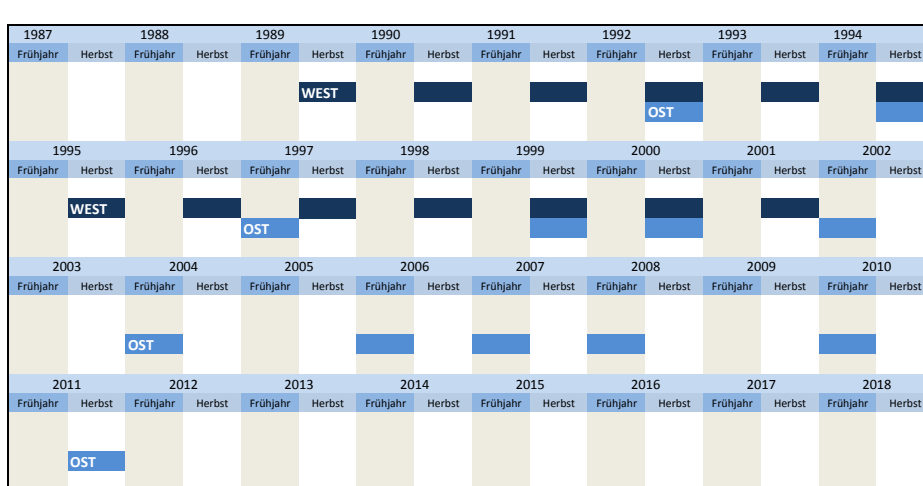 1987 1988 1989 1990 1991 1992 1993 1994
Frühjahr Herbst Frühjahr Herbst Frühjahr Herbst Frühjahr Herbst Frühjahr Herbst Frühjahr Herbst Frühjahr Herbst Frühjahr Herbst
WEST
OST
1995 1996 1997 1998 1999 2000 2001 2002
Frühjahr Herbst Frühjahr Herbst Frühjahr Herbst Frühjahr Herbst Frühjahr Herbst Frühjahr Herbst Frühjahr Herbst Frühjahr Herbst
WEST
OST
2003 2004 2005 2006 2007 2008 2009 2010
Frühjahr Herbst Frühjahr Herbst Frühjahr Herbst Frühjahr Herbst Frühjahr Herbst Frühjahr Herbst Frühjahr Herbst Frühjahr Herbst
OST
2011 2012 2013 2014 2015 2016 2017 2018
Frühjahr Herbst Frühjahr Herbst Frühjahr Herbst Frühjahr Herbst Frühjahr Herbst Frühjahr Herbst Frühjahr Herbst Frühjahr Herbst
OST